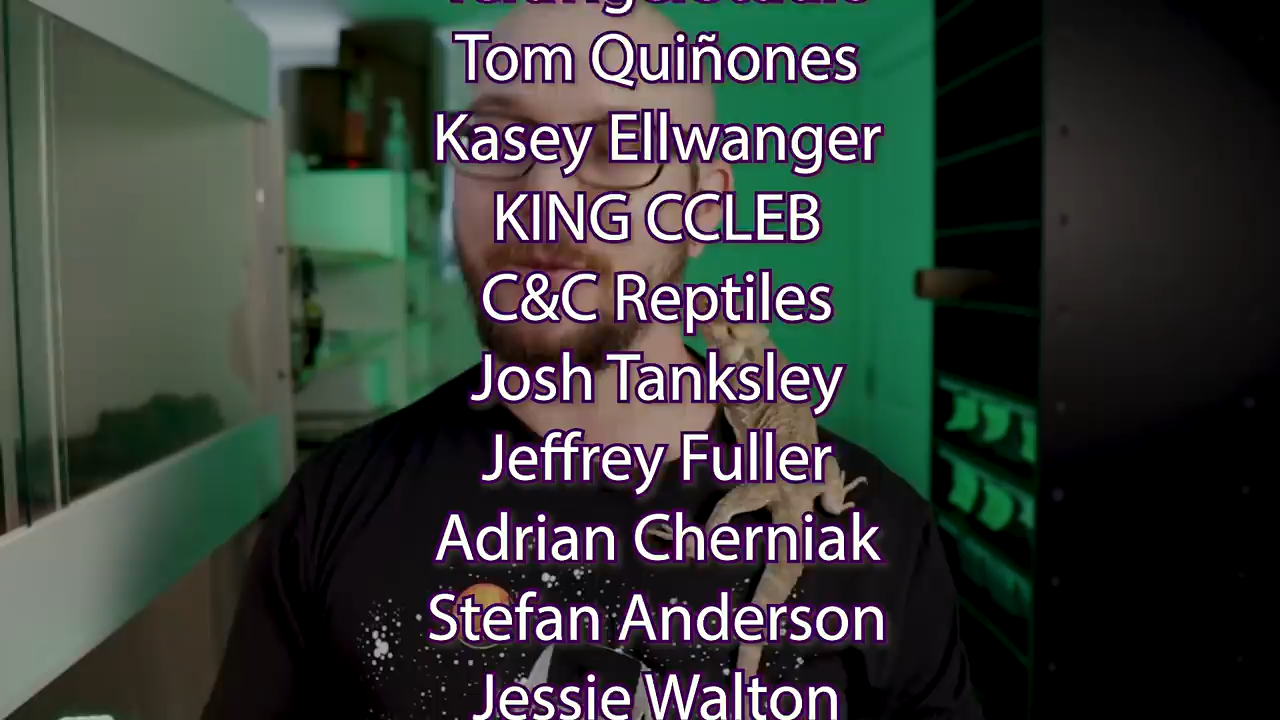 Tom Quiñones
Kasey Ellwanger
KING CCLEB
C&C Reptiles
Josh Tanksley
Jeffrey Fuller
Adrian Cherniak
Stefan Anderson
Jessie Walton